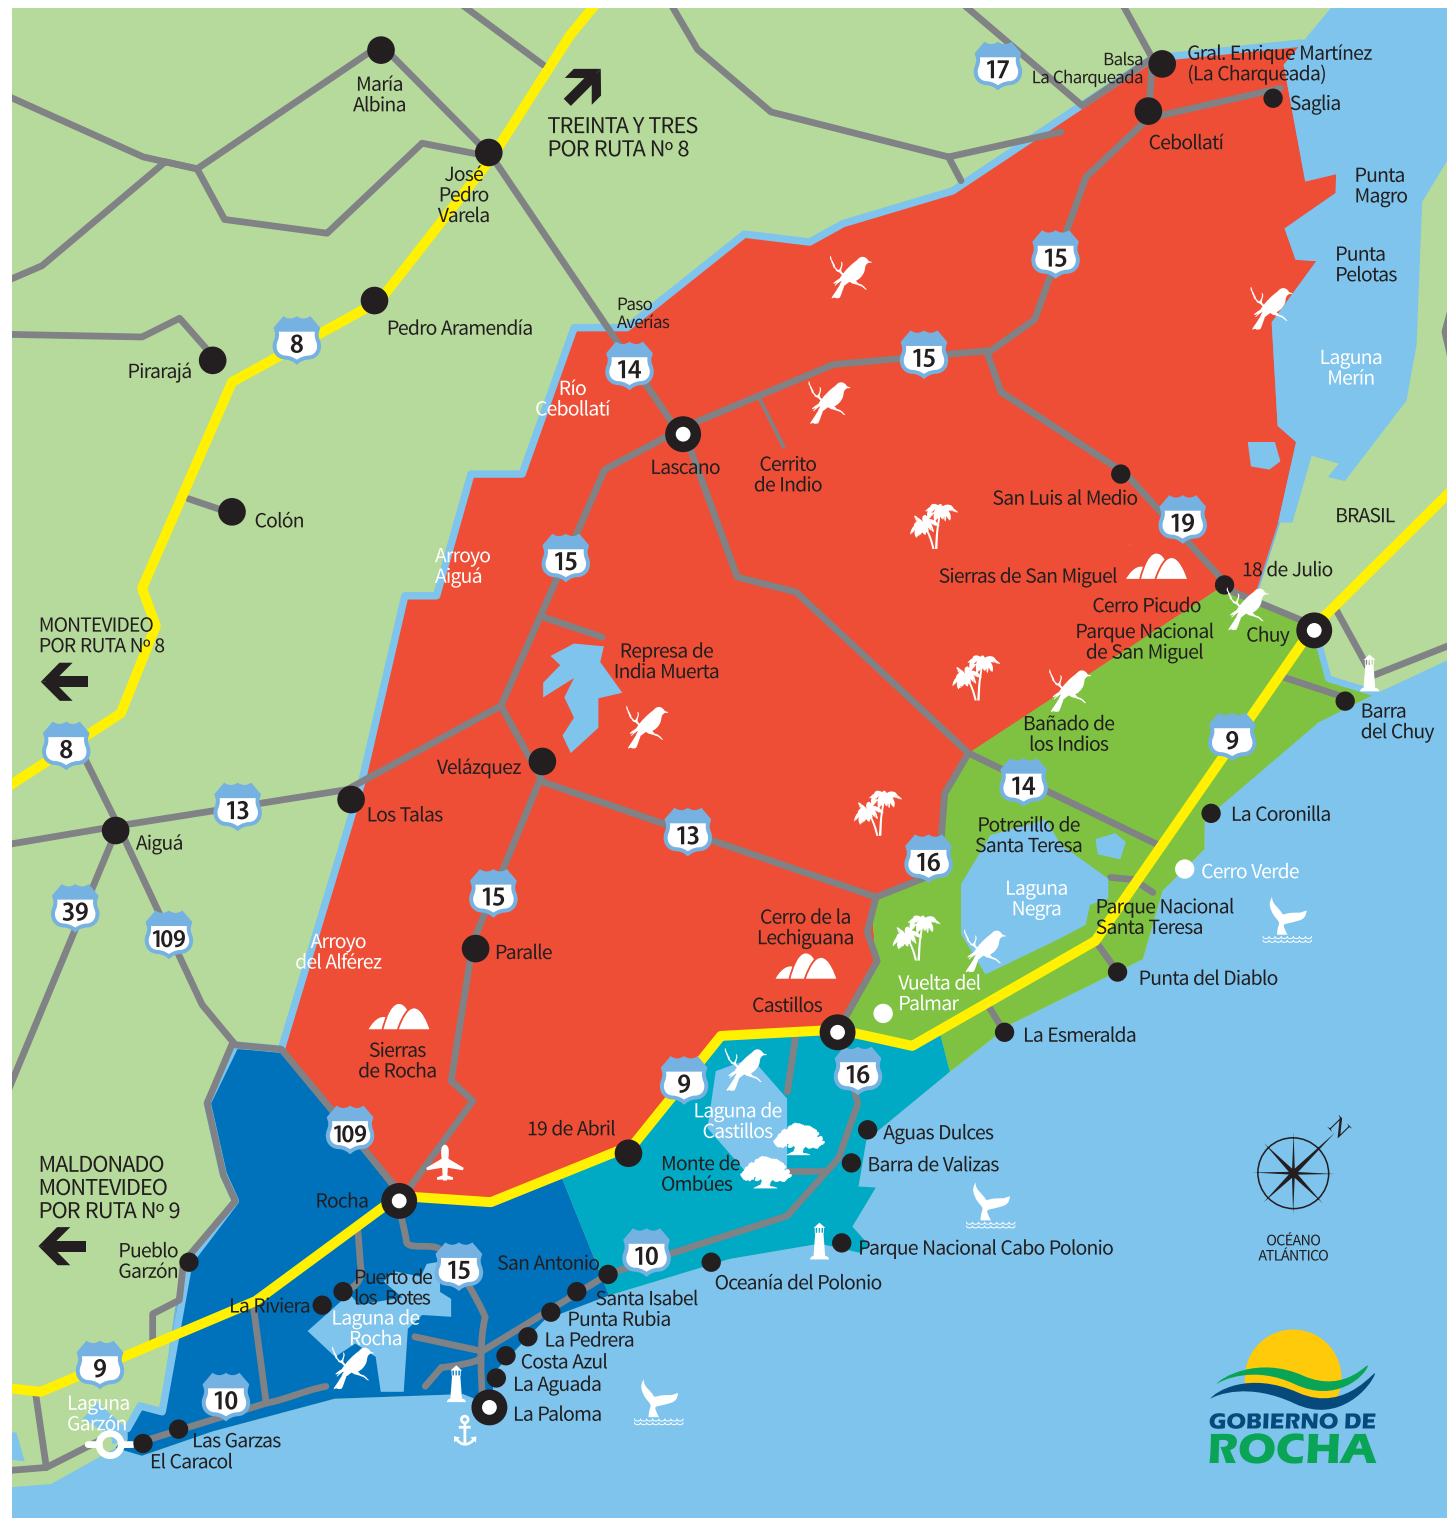 María
Albina
TREINTA Y TRES
POR RUTA Nº 8
17
Balsa
La Charqueada
Gral. Enrique Martínez
(La Charqueada)
Saglia
Cebollatí
José
Pedro
Varela
Punta
Magro
15
Punta
Pelotas
Paso
Averías
Pedro Aramendía
8
Pirarajá
14
15
Laguna
Merín
Río
Cebollatí
Lascano
Cerrito
de Indio
San Luis al Medio
Colón
19
BRASIL
Arroyo
Aiguá
15
Sierras de San Miguel
18 de Julio
Cerro Picudo
Parque Nacional
de San Miguel
Chuy
MONTEVIDEO
POR RUTA Nº 8
Represa de
India Muerta
Bañado de
los Indios
Barra
del Chuy
8
9
Velázquez
14
13
Los Talas
13
La Coronilla
Aiguá
Potrerillo de
Santa Teresa
16
Cerro Verde
Laguna
Negra
15
39
109
Parque Nacional
Santa Teresa
Cerro de la
Lechiguana
Arroyo
del Alférez
Paralle
Punta del Diablo
Vuelta del
Palmar
Castillos
La Esmeralda
Sierras
de Rocha
9
16
Laguna de
Castillos
109
19 de Abril
Aguas Dulces
Monte de
Ombúes
Barra de Valizas
N
MALDONADO
MONTEVIDEO
POR RUTA Nº 9
Rocha
OCÉANO
ATLÁNTICO
Pueblo
Garzón
15
San Antonio
10
Parque Nacional Cabo Polonio
Oceanía del Polonio
Puerto de
los Botes
La Riviera
Santa Isabel
Laguna de
Rocha
Punta Rubia
La Pedrera
Costa Azul
9
La Aguada
10
La Paloma
Laguna
Garzón
Las Garzas
El Caracol
GOBIERNO DE
ROCHA